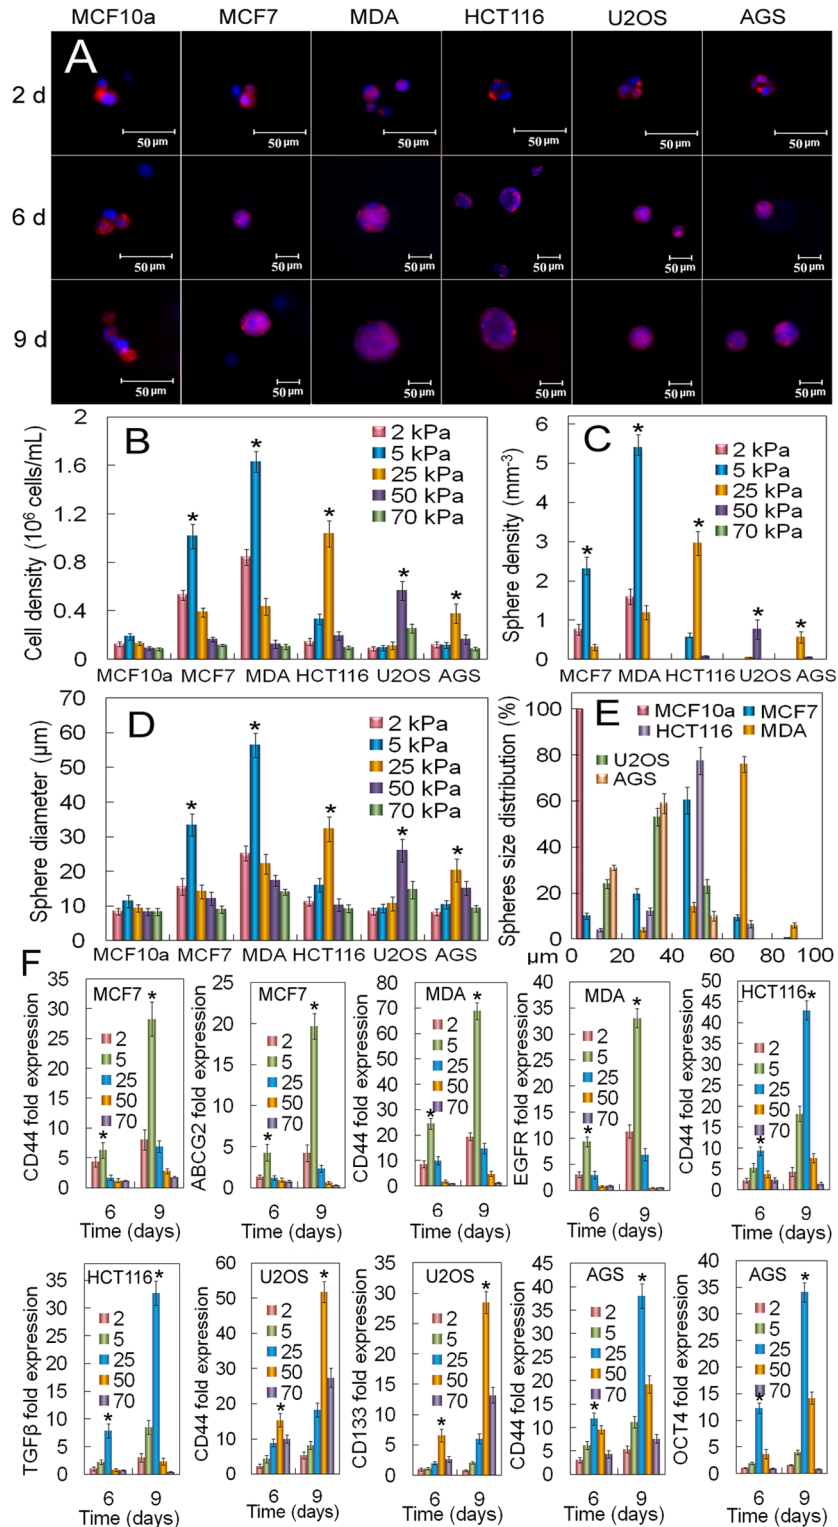 MCF10a MCF7 MDA HCT116 U2OS AGS
A
2 d
50 µm 50 µm 50 µm 50 µm 50 µm 50 µm
6 d
50 µm 50 µm 50 µm 50 µm 50 µm 50 µm
9 d
50 µm 50 µm 50 µm 50 µm 50 µm 50 µm
B
Cell density (10⁶ cells/mL)
2
1.6
1.2
0.8
0.4
0
2 kPa
5 kPa
25 kPa
50 kPa
70 kPa
* * * * *
MCF10a MCF7 MDA HCT116 U2OS AGS
C
Sphere density (mm⁻³)
6
5
4
3
2
1
0
2 kPa
5 kPa
25 kPa
50 kPa
70 kPa
* * * * *
MCF7 MDA HCT116 U2OS AGS
D
Sphere diameter (µm)
70
60
50
40
30
20
10
0
2 kPa
5 kPa
25 kPa
50 kPa
70 kPa
* * * * *
MCF10a MCF7 MDA HCT116 U2OS AGS
E
Spheres size distribution (%)
100
80
60
40
20
0
MCF10a MCF7
HCT116 MDA
U2OS
AGS
µm 0 20 40 60 80 100
F
CD44 fold expression
35
30
25
20
15
10
5
0
MCF7
2
5
25
50
70
* *
6 9
Time (days)
ABCG2 fold expression
25
20
15
10
5
0
MCF7
2
5
25
50
70
* *
6 9
Time (days)
CD44 fold expression
80
70
60
50
40
30
20
10
0
MDA
2
5
25
50
70
* *
6 9
Time (days)
EGFR fold expression
40
35
30
25
20
15
10
5
0
MDA
2
5
25
50
70
* *
6 9
Time (days)
CD44 fold expression
50
45
40
35
30
25
20
15
10
5
0
HCT116
2
5
25
50
70
* *
6 9
Time (days)
TGFβ fold expression
35
30
25
20
15
10
5
0
HCT116
2
5
25
50
70
* *
6 9
Time (days)
CD44 fold expression
60
50
40
30
20
10
0
U2OS
2
5
25
50
70
* *
6 9
Time (days)
CD133 fold expression
35
30
25
20
15
10
5
0
U2OS
2
5
25
50
70
* *
6 9
Time (days)
CD44 fold expression
45
40
35
30
25
20
15
10
5
0
AGS
2
5
25
50
70
* *
6 9
Time (days)
OCT4 fold expression
40
35
30
25
20
15
10
5
0
AGS
2
5
25
50
70
* *
6 9
Time (days)